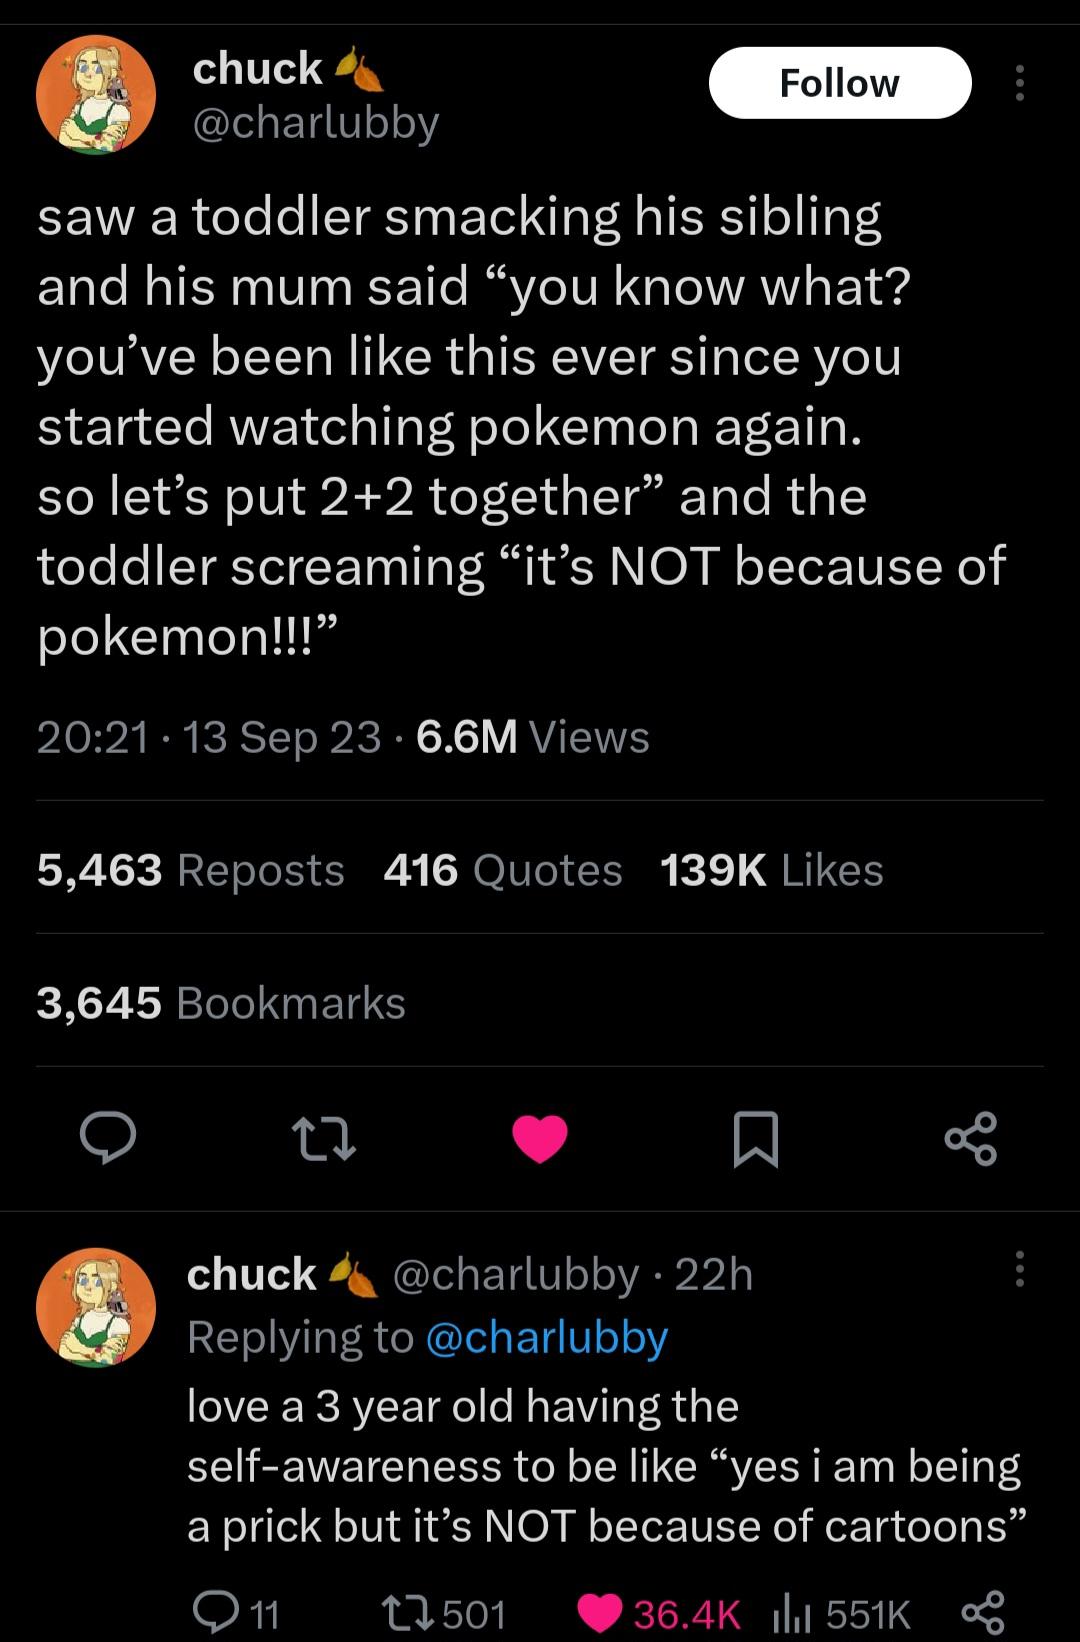 chuck 🍂
Follow
@charlubby
saw a toddler smacking his sibling
and his mum said “you know what?
you’ve been like this ever since you
started watching pokemon again.
so let’s put 2+2 together” and the
toddler screaming “it’s NOT because of
pokemon!!!”
20:21 · 13 Sep 23 · 6.6M Views
5,463 Reposts 416 Quotes 139K Likes
3,645 Bookmarks
chuck 🍂 @charlubby · 22h
Replying to @charlubby
love a 3 year old having the
self-awareness to be like “yes i am being
a prick but it’s NOT because of cartoons”
11 501 36.4K 551K